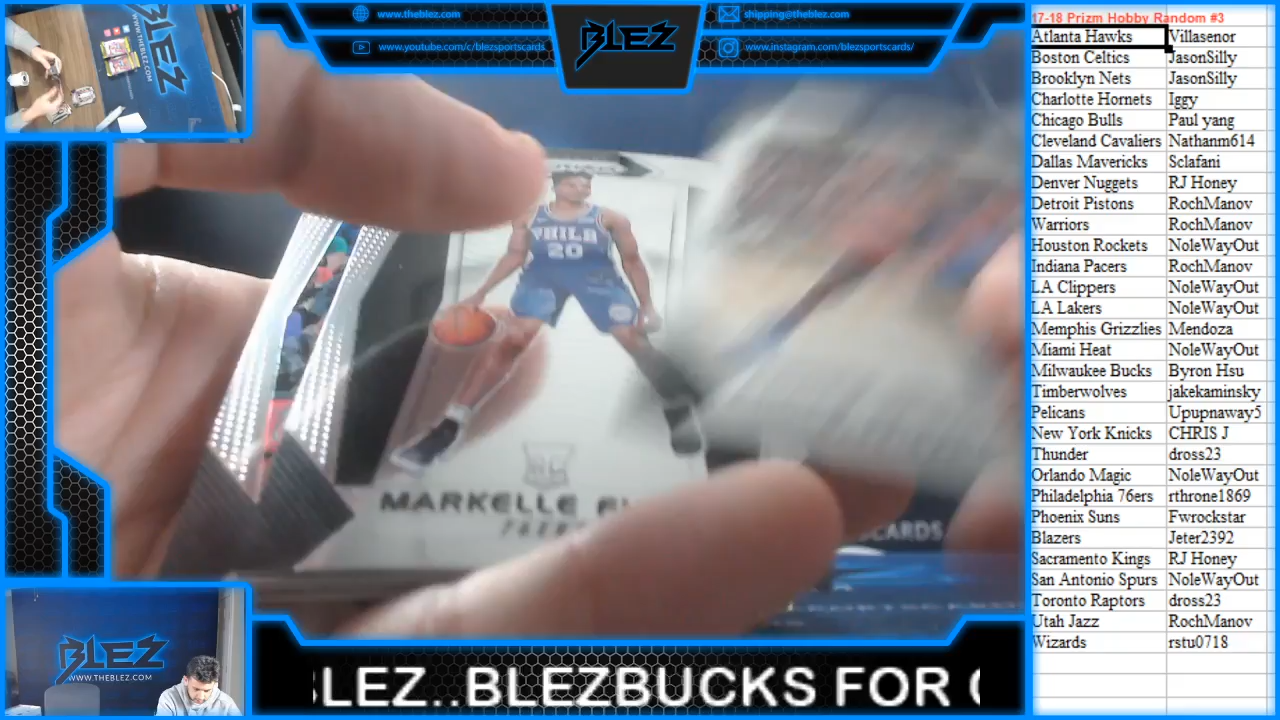 BLEZ
WWW.THEBLEZ.COM
www.theblez.com
www.youtube.com/c/blezsportscards
BLEZ
shipping@theblez.com
www.instagram.com/blezsportscards/
PHILA
20
RC
MARKELLE
76ERS
CARDS
BLEZ
WWW.THEBLEZ.COM
BLEZ..BLEZBUCKS FOR
17-18 Prizm Hobby Random #3
Atlanta Hawks Villasenor
Boston Celtics JasonSilly
Brooklyn Nets JasonSilly
Charlotte Hornets Iggy
Chicago Bulls Paul yang
Cleveland Cavaliers Nathanm614
Dallas Mavericks Sclafani
Denver Nuggets RJ Honey
Detroit Pistons RochManov
Warriors RochManov
Houston Rockets NoleWayOut
Indiana Pacers RochManov
LA Clippers NoleWayOut
LA Lakers NoleWayOut
Memphis Grizzlies Mendoza
Miami Heat NoleWayOut
Milwaukee Bucks Byron Hsu
Timberwolves jakekaminsky
Pelicans Upupnaway5
New York Knicks CHRIS J
Thunder dross23
Orlando Magic NoleWayOut
Philadelphia 76ers rthrone1869
Phoenix Suns Fwrockstar
Blazers Jeter2392
Sacramento Kings RJ Honey
San Antonio Spurs NoleWayOut
Toronto Raptors dross23
Utah Jazz RochManov
Wizards rstu0718